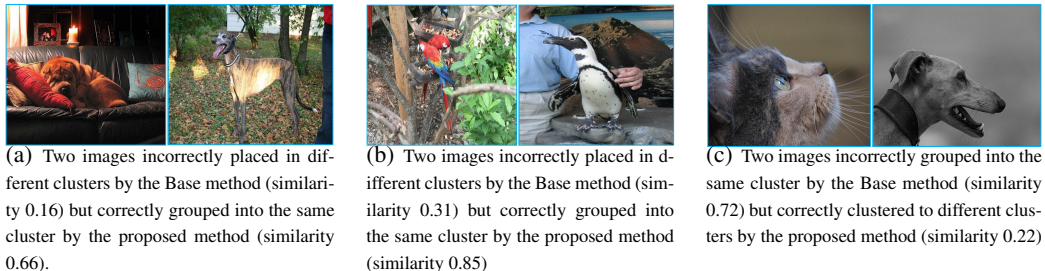 (a) Two images incorrectly placed in dif-
ferent clusters by the Base method (similari-
ty 0.16) but correctly grouped into the same
cluster by the proposed method (similarity
0.66).
(b) Two images incorrectly placed in d-
ifferent clusters by the Base method (sim-
ilarity 0.31) but correctly grouped into
the same cluster by the proposed method
(similarity 0.85)
(c) Two images incorrectly grouped into the
same cluster by the Base method (similarity
0.72) but correctly clustered to different clus-
ters by the proposed method (similarity 0.22)